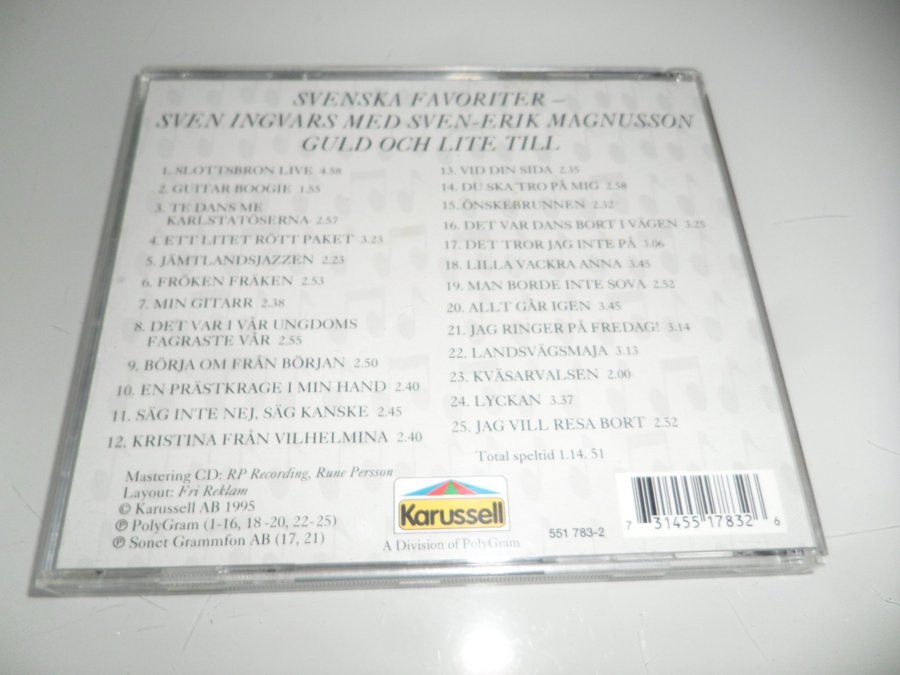 SVENSKA FAVORITER –
SVEN INGVARS MED SVEN-ERIK MAGNUSSON
GULD OCH LITE TILL
1. SLOTTSBRON LIVE 4.58
2. GUITAR BOOGIE 1.55
3. TE DANS ME
KARLSTATÖSERNA 2.57
4. ETT LITET RÖTT PAKET 3.23
5. JÄMTLANDSJAZZEN 2.23
6. FRÖKEN FRÄKEN 2.53
7. MIN GITARR 2.38
8. DET VAR I VÅR UNGDOMS
FAGRASTE VÅR 2.55
9. BÖRJA OM FRÅN BÖRJAN 2.50
10. EN PRÄSTKRAGE I MIN HAND 2.40
11. SÄG INTE NEJ, SÄG KANSKE 2.45
12. KRISTINA FRÅN VILHELMINA 2.40
13. VID DIN SIDA 2.35
14. DU SKA TRO PÅ MIG 2.58
15. ÖNSKEBRUNNEN 2.32
16. DET VAR DANS BORT I VÄGEN 3.25
17. DET TROR JAG INTE PÅ 3.06
18. LILLA VACKRA ANNA 3.45
19. MAN BORDE INTE SOVA 2.52
20. ALLT GÅR IGEN 3.45
21. JAG RINGER PÅ FREDAG! 3.14
22. LANDSVÄGSMAJA 3.13
23. KVÄSARVALSEN 2.00
24. LYCKAN 3.37
25. JAG VILL RESA BORT 2.52
Total speltid 1.14. 51
Mastering CD: RP Recording, Rune Persson
Layout: Fri Reklam
© Karussell AB 1995
℗ PolyGram (1-16, 18-20, 22-25)
℗ Sonet Grammfon AB (17, 21)
Karussell
A Division of PolyGram
551 783-2
7 31455 17832 6